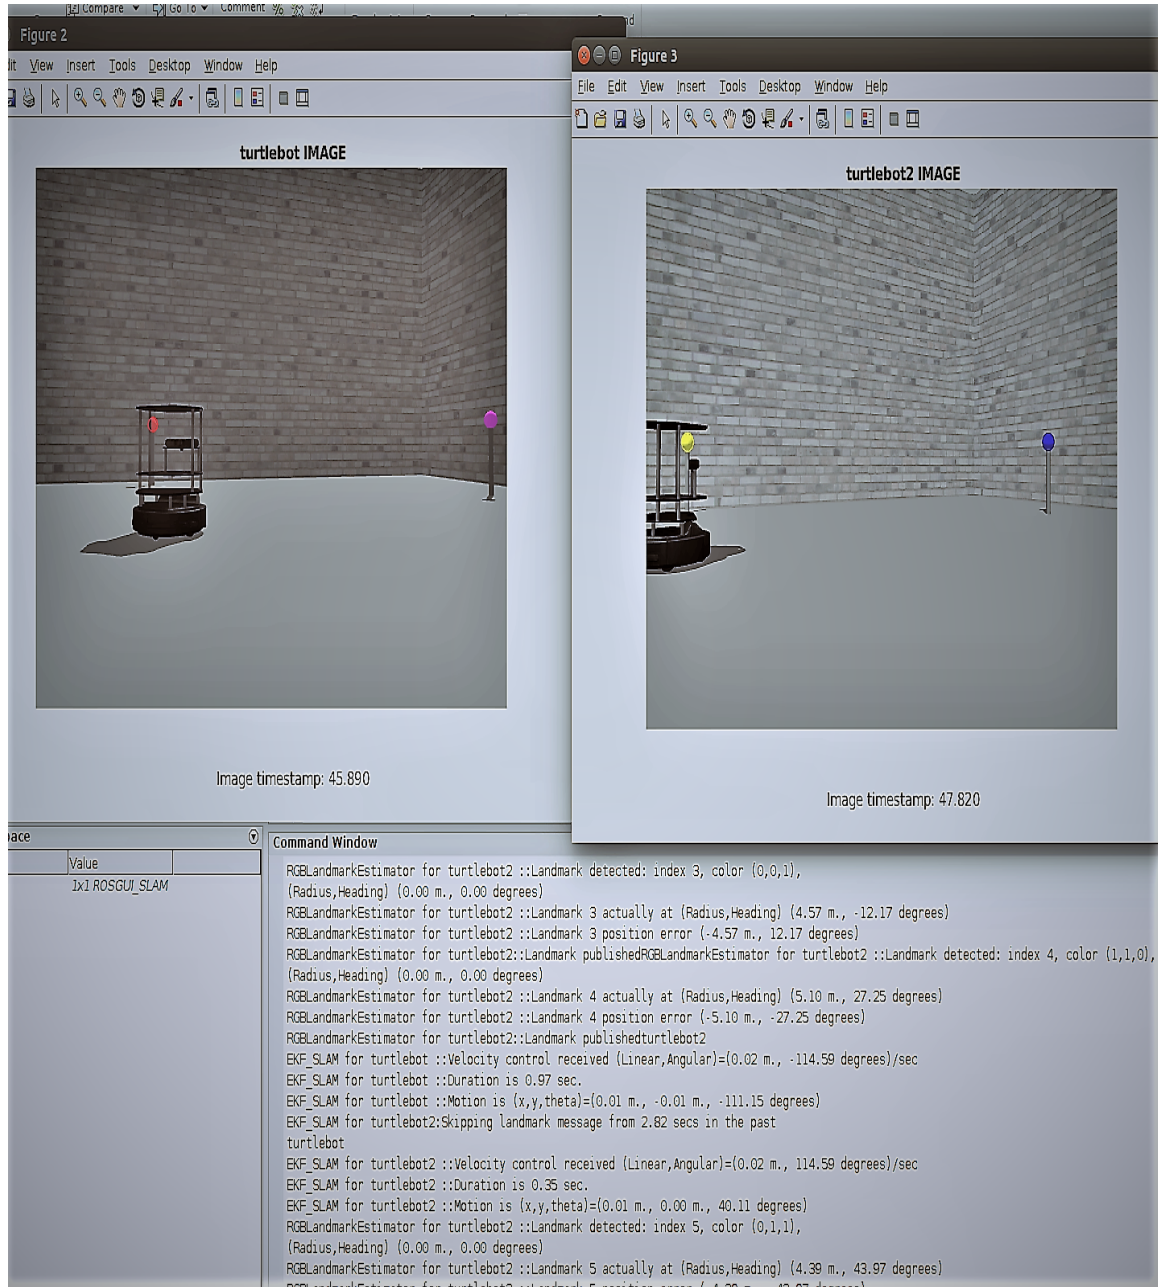 Compare Go To Comment
Figure 2
View Insert Tools Desktop Window Help
turtlebot IMAGE
Image timestamp: 45.890
Figure 3
File Edit View Insert Tools Desktop Window Help
turtlebot2 IMAGE
Image timestamp: 47.820
Value
1x1 ROSGUI_SLAM
Command Window
RGBLandmarkEstimator for turtlebot2 ::Landmark detected: index 3, color (0,0,1),
(Radius,Heading) (0.00 m., 0.00 degrees)
RGBLandmarkEstimator for turtlebot2 ::Landmark 3 actually at (Radius,Heading) (4.57 m., -12.17 degrees)
RGBLandmarkEstimator for turtlebot2 ::Landmark 3 position error (-4.57 m., 12.17 degrees)
RGBLandmarkEstimator for turtlebot2::Landmark publishedRGBLandmarkEstimator for turtlebot2 ::Landmark detected: index 4, color (1,1,0),
(Radius,Heading) (0.00 m., 0.00 degrees)
RGBLandmarkEstimator for turtlebot2 ::Landmark 4 actually at (Radius,Heading) (5.10 m., 27.25 degrees)
RGBLandmarkEstimator for turtlebot2 ::Landmark 4 position error (-5.10 m., -27.25 degrees)
RGBLandmarkEstimator for turtlebot2::Landmark publishedturtlebot2
EKF_SLAM for turtlebot ::Velocity control received (Linear,Angular)=(0.02 m., -114.59 degrees)/sec
EKF_SLAM for turtlebot ::Duration is 0.97 sec.
EKF_SLAM for turtlebot ::Motion is (x,y,theta)=(0.01 m., -0.01 m., -111.15 degrees)
EKF_SLAM for turtlebot2:Skipping landmark message from 2.82 secs in the past
turtlebot
EKF_SLAM for turtlebot2 ::Velocity control received (Linear,Angular)=(0.02 m., 114.59 degrees)/sec
EKF_SLAM for turtlebot2 ::Duration is 0.35 sec.
EKF_SLAM for turtlebot2 ::Motion is (x,y,theta)=(0.01 m., 0.00 m., 40.11 degrees)
RGBLandmarkEstimator for turtlebot2 ::Landmark detected: index 5, color (0,1,1),
(Radius,Heading) (0.00 m., 0.00 degrees)
RGBLandmarkEstimator for turtlebot2 ::Landmark 5 actually at (Radius,Heading) (4.39 m., 43.97 degrees)